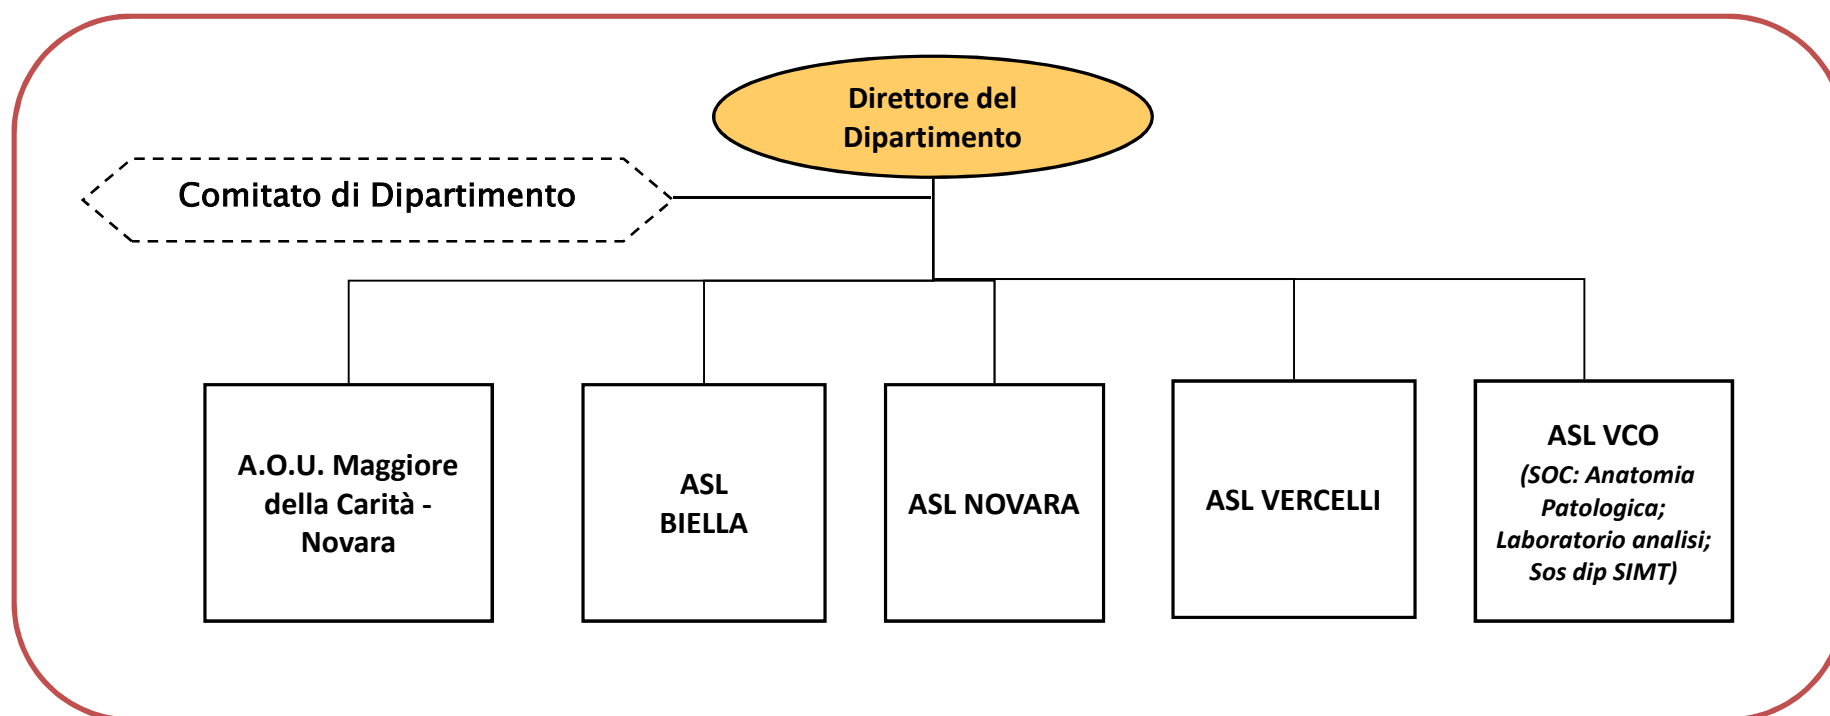 Direttore del
Dipartimento
Comitato di Dipartimento
A.O.U. Maggiore
della Carità -
Novara
ASL
BIELLA
ASL NOVARA
ASL VERCELLI
ASL VCO
(SOC: Anatomia
Patologica;
Laboratorio analisi;
Sos dip SIMT)